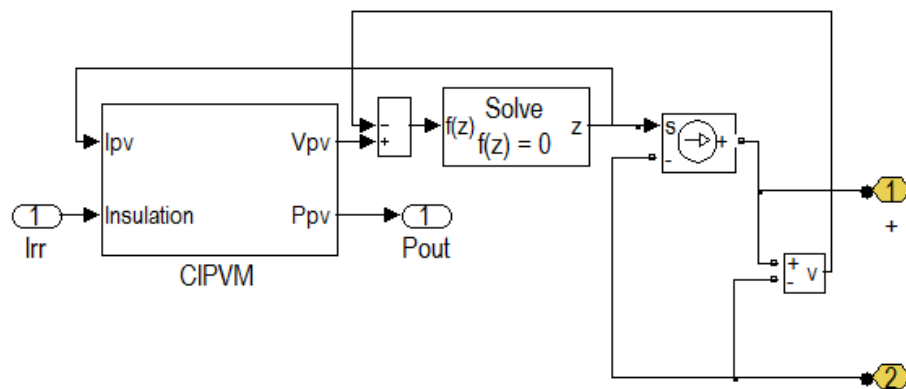 Solve
f(z) z
f(z) = 0
Ipv Vpv
−
+
s
+
-
1
+
1
Insulation Ppv
1
Irr
Pout
CIPVM
+
-
v
2